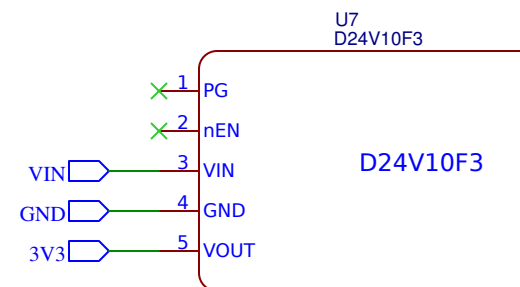 U7
D24V10F3
1 PG
2 nEN
VIN 3 VIN
D24V10F3
GND 4 GND
3V3 5 VOUT